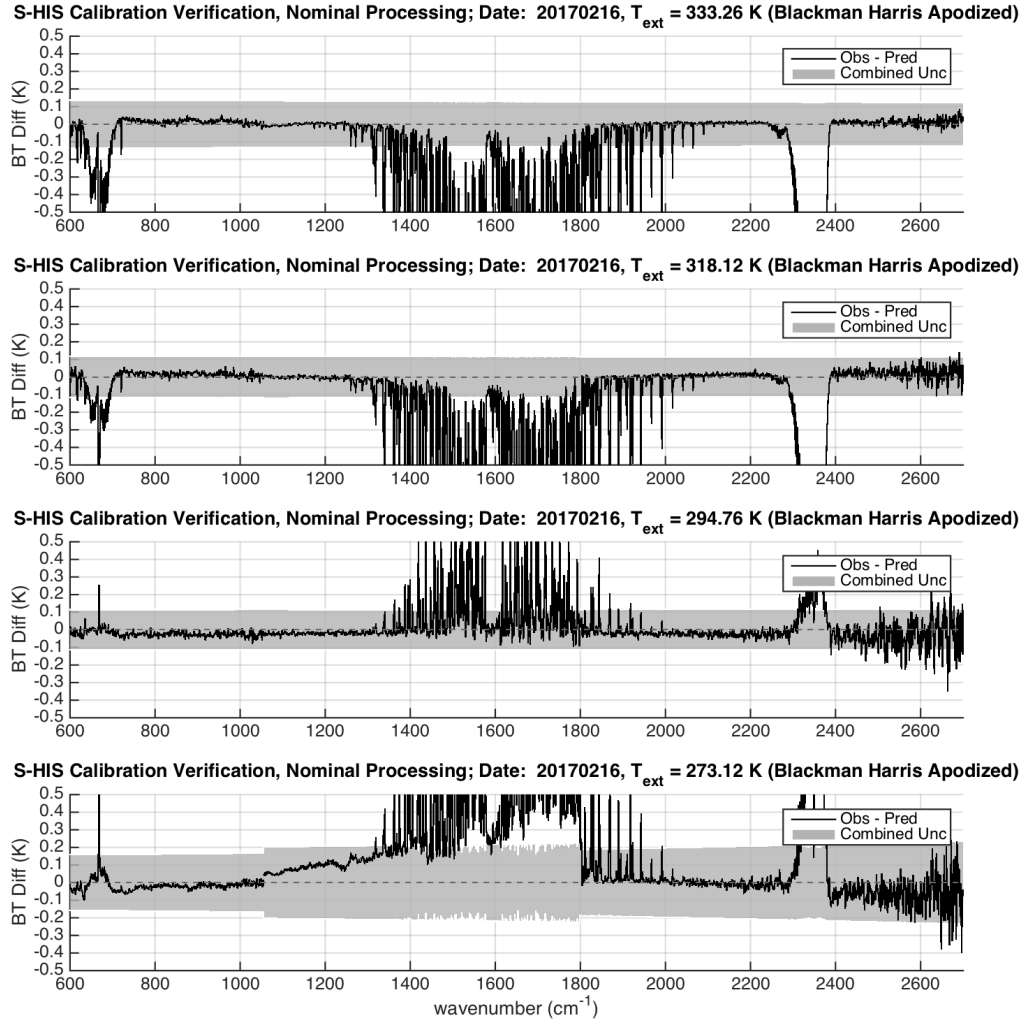 S-HIS Calibration Verification, Nominal Processing; Date: 20170216, T_ext = 333.26 K (Blackman Harris Apodized)
0.5
0.4
0.3
0.2
0.1
0
-0.1
-0.2
-0.3
-0.4
-0.5
BT Diff (K)
Obs - Pred
Combined Unc
600 800 1000 1200 1400 1600 1800 2000 2200 2400 2600
S-HIS Calibration Verification, Nominal Processing; Date: 20170216, T_ext = 318.12 K (Blackman Harris Apodized)
0.5
0.4
0.3
0.2
0.1
0
-0.1
-0.2
-0.3
-0.4
-0.5
BT Diff (K)
Obs - Pred
Combined Unc
600 800 1000 1200 1400 1600 1800 2000 2200 2400 2600
S-HIS Calibration Verification, Nominal Processing; Date: 20170216, T_ext = 294.76 K (Blackman Harris Apodized)
0.5
0.4
0.3
0.2
0.1
0
-0.1
-0.2
-0.3
-0.4
-0.5
BT Diff (K)
Obs - Pred
Combined Unc
600 800 1000 1200 1400 1600 1800 2000 2200 2400 2600
S-HIS Calibration Verification, Nominal Processing; Date: 20170216, T_ext = 273.12 K (Blackman Harris Apodized)
0.5
0.4
0.3
0.2
0.1
0
-0.1
-0.2
-0.3
-0.4
-0.5
BT Diff (K)
Obs - Pred
Combined Unc
600 800 1000 1200 1400 1600 1800 2000 2200 2400 2600
wavenumber (cm⁻¹)